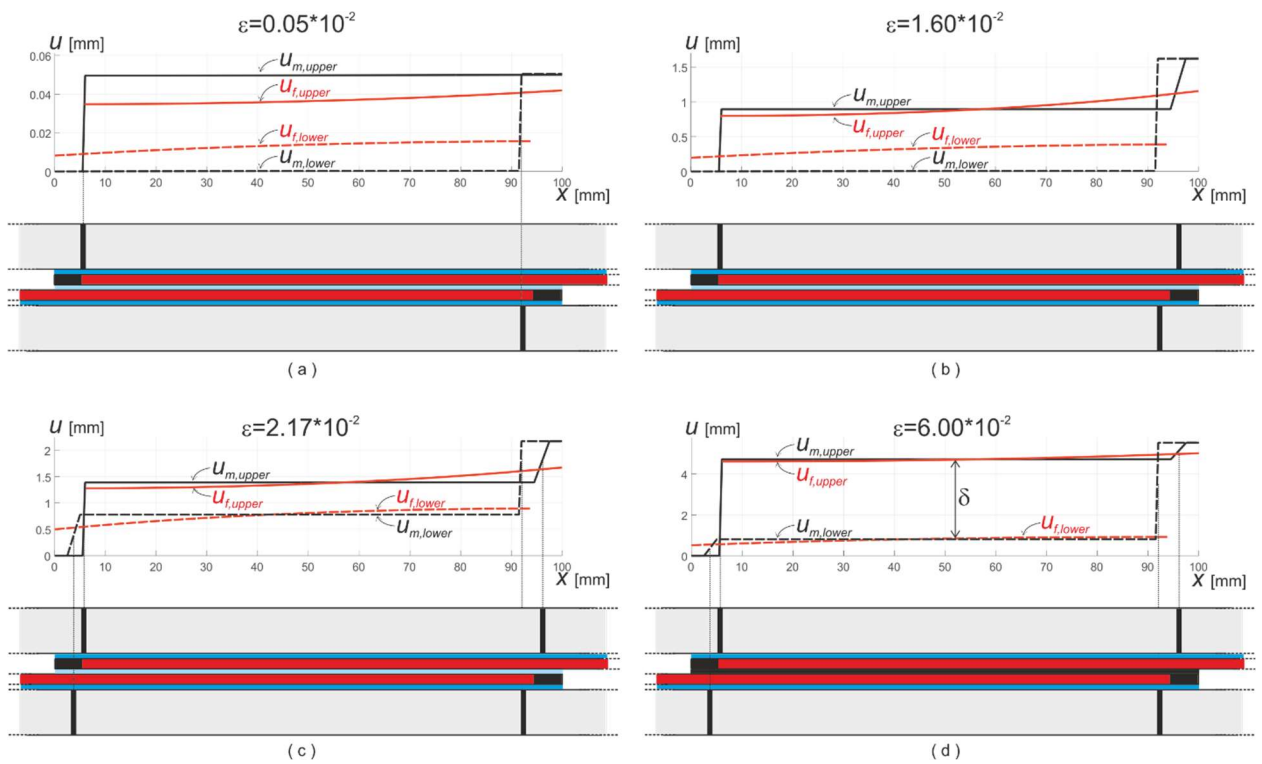 ε=0.05*10-2
u [mm]
0.06
0.04
0.02
0
um,upper
uf,upper
uf,lower
um,lower
0 10 20 30 40 50 60 70 80 90 100
x [mm]
( a )
ε=1.60*10-2
u [mm]
1.5
1
0.5
0
um,upper
uf,upper
uf,lower
um,lower
0 10 20 30 40 50 60 70 80 90 100
x [mm]
( b )
ε=2.17*10-2
u [mm]
2
1.5
1
0.5
0
um,upper
uf,upper
uf,lower
um,lower
0 10 20 30 40 50 60 70 80 90 100
x [mm]
( c )
ε=6.00*10-2
u [mm]
4
2
0
um,upper
uf,upper
δ
um,lower
uf,lower
0 10 20 30 40 50 60 70 80 90 100
x [mm]
( d )